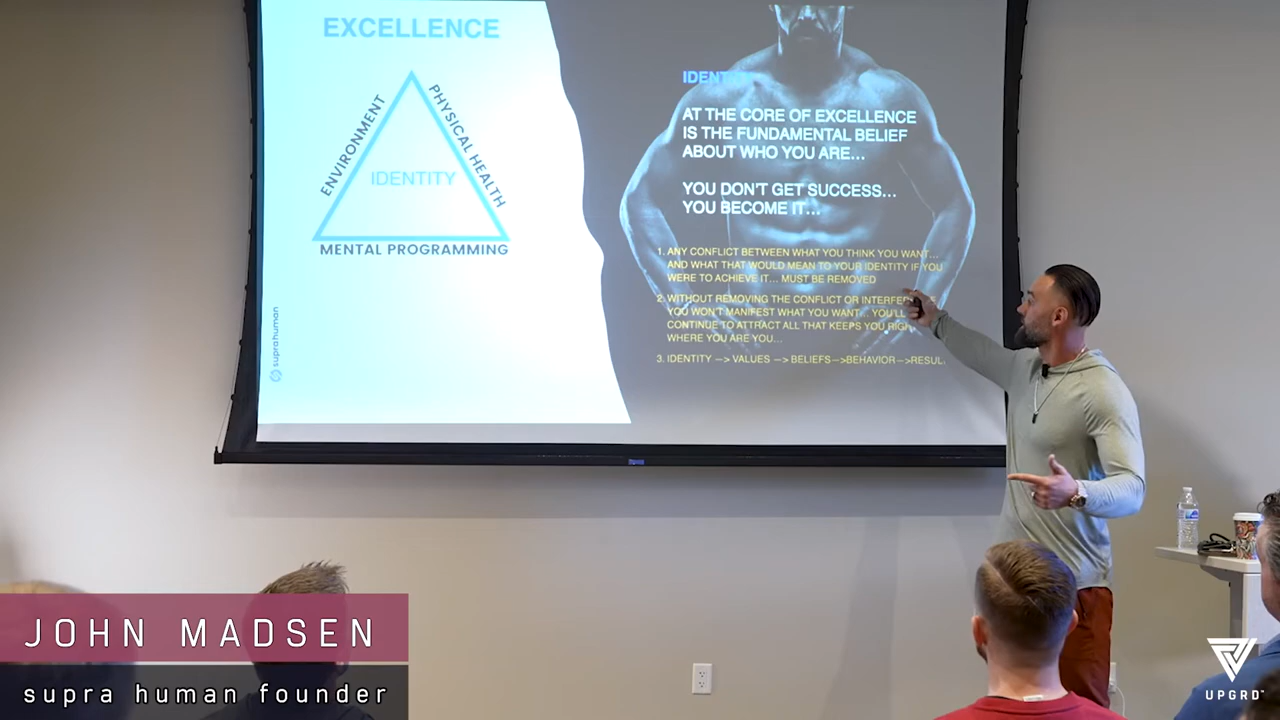 EXCELLENCE
ENVIRONMENT
PHYSICAL HEALTH
IDENTITY
MENTAL PROGRAMMING
suprahuman
AT THE CORE OF EXCELLENCE
IS THE FUNDAMENTAL BELIEF
ABOUT WHO YOU ARE...
YOU DON'T GET SUCCESS...
YOU BECOME IT...
1. ANY CONFLICT BETWEEN WHAT YOU THINK YOU WANT...
AND WHAT THAT WOULD MEAN TO YOUR IDENTITY IF YOU
WERE TO ACHIEVE IT... MUST BE REMOVED
2. WITHOUT REMOVING THE CONFLICT OR
YOU WON'T MANIFEST WHAT YOU WANT... YOU'LL
CONTINUE TO ATTRACT ALL THAT KEEPS YOU RIGH
WHERE YOU ARE YOU...
3. IDENTITY --> VALUES --> BELIEFS-->BEHAVIOR-->RESUL
JOHN MADSEN
supra human founder
UPGRD™